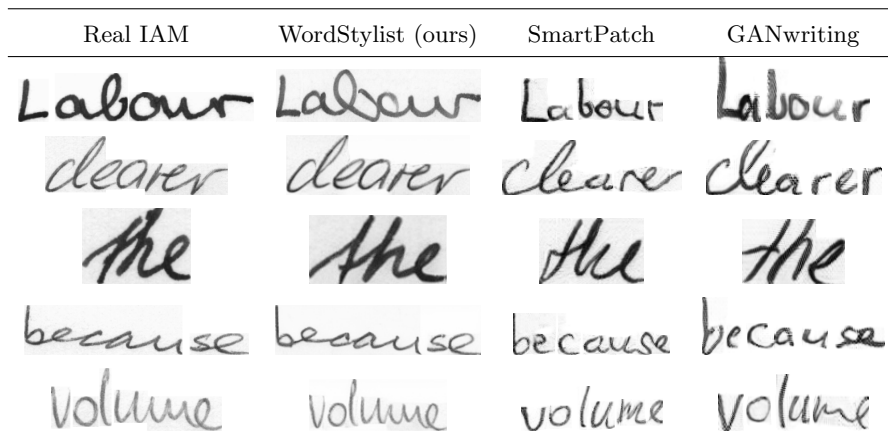 Real IAM WordStylist (ours) SmartPatch GANwriting
Labour Labour Labour Labour
clearer clearer clearer clearer
the the the the
because because because because
volume volume volume volume